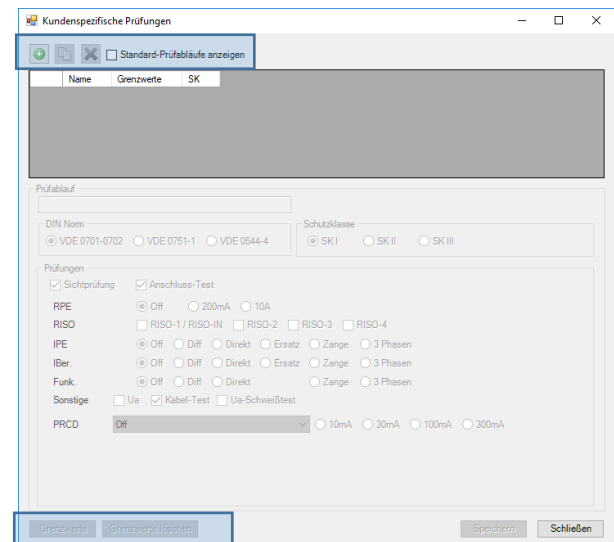 Kundenspezifische Prüfungen
Standard-Prüfabläufe anzeigen
Name Grenzwerte SK
Prüfablauf
DIN Norm Schutzklasse
VDE 0701-0702 VDE 0751-1 VDE 0544-4 SK I SK II SK III
Prüfungen
Sichtprüfung Anschluss-Test
RPE Off 200mA 10A
RISO RISO-1 / RISO-IN RISO-2 RISO-3 RISO-4
IPE Off Diff Direkt Ersatz Zange 3 Phasen
IBer. Off Diff Direkt Ersatz Zange 3 Phasen
Funk. Off Diff Direkt Zange 3 Phasen
Sonstige Ua Kabel-Test Ua-Schweißtest
PRCD Off 10mA 30mA 100mA 300mA
Grenzwerte Grenzwerte löschen Speichern Schließen